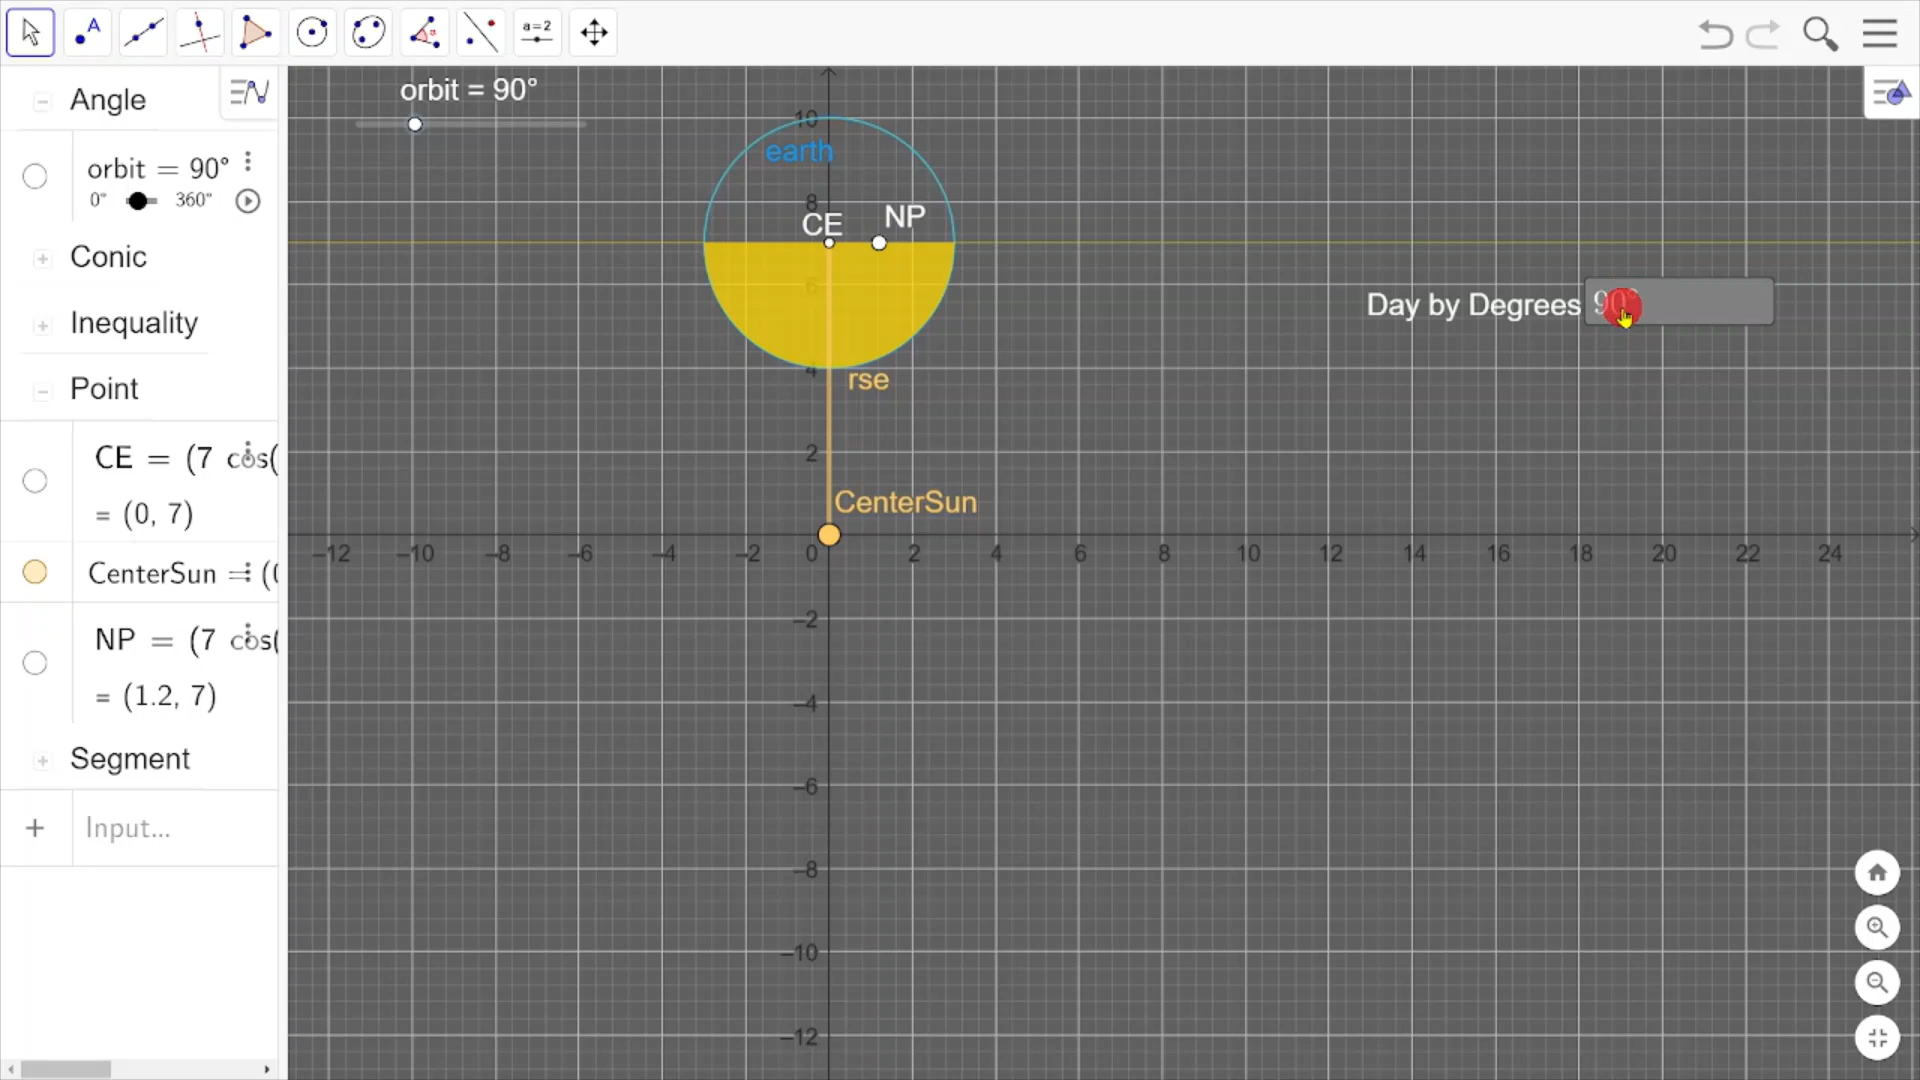 A
α
a=2
Angle
orbit = 90°
0° 360°
Conic
Inequality
Point
CE = (7 cos(
= (0, 7)
CenterSun = (0
NP = (7 cos(
= (1.2, 7)
Segment
+ Input...
orbit = 90°
earth
CE
NP
rse
CenterSun
Day by Degrees 90°
10
8
6
4
2
–12 –10 –8 –6 –4 –2 0 2 4 6 8 10 12 14 16 18 20 22 24
–2
–4
–6
–8
–10
–12